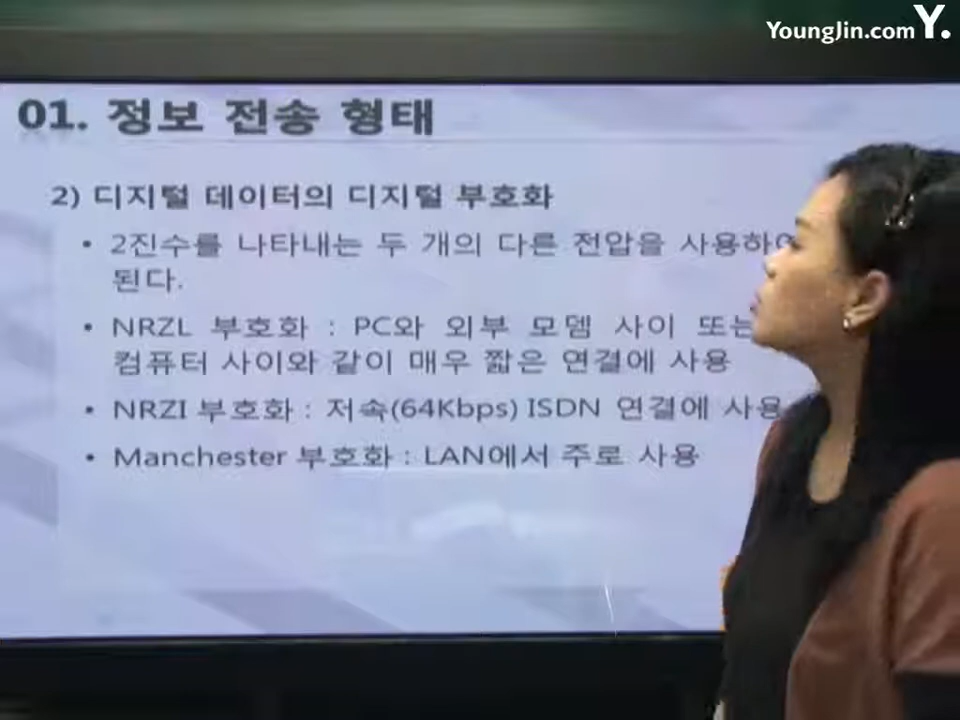 YoungJin.com Y.
01. 정보 전송 형태
2) 디지털 데이터의 디지털 부호화
• 2진수를 나타내는 두 개의 다른 전압을 사용하여
된다.
• NRZL 부호화 : PC와 외부 모뎀 사이 또는
컴퓨터 사이와 같이 매우 짧은 연결에 사용
• NRZI 부호화 : 저속(64Kbps) ISDN 연결에 사용
• Manchester 부호화 : LAN에서 주로 사용